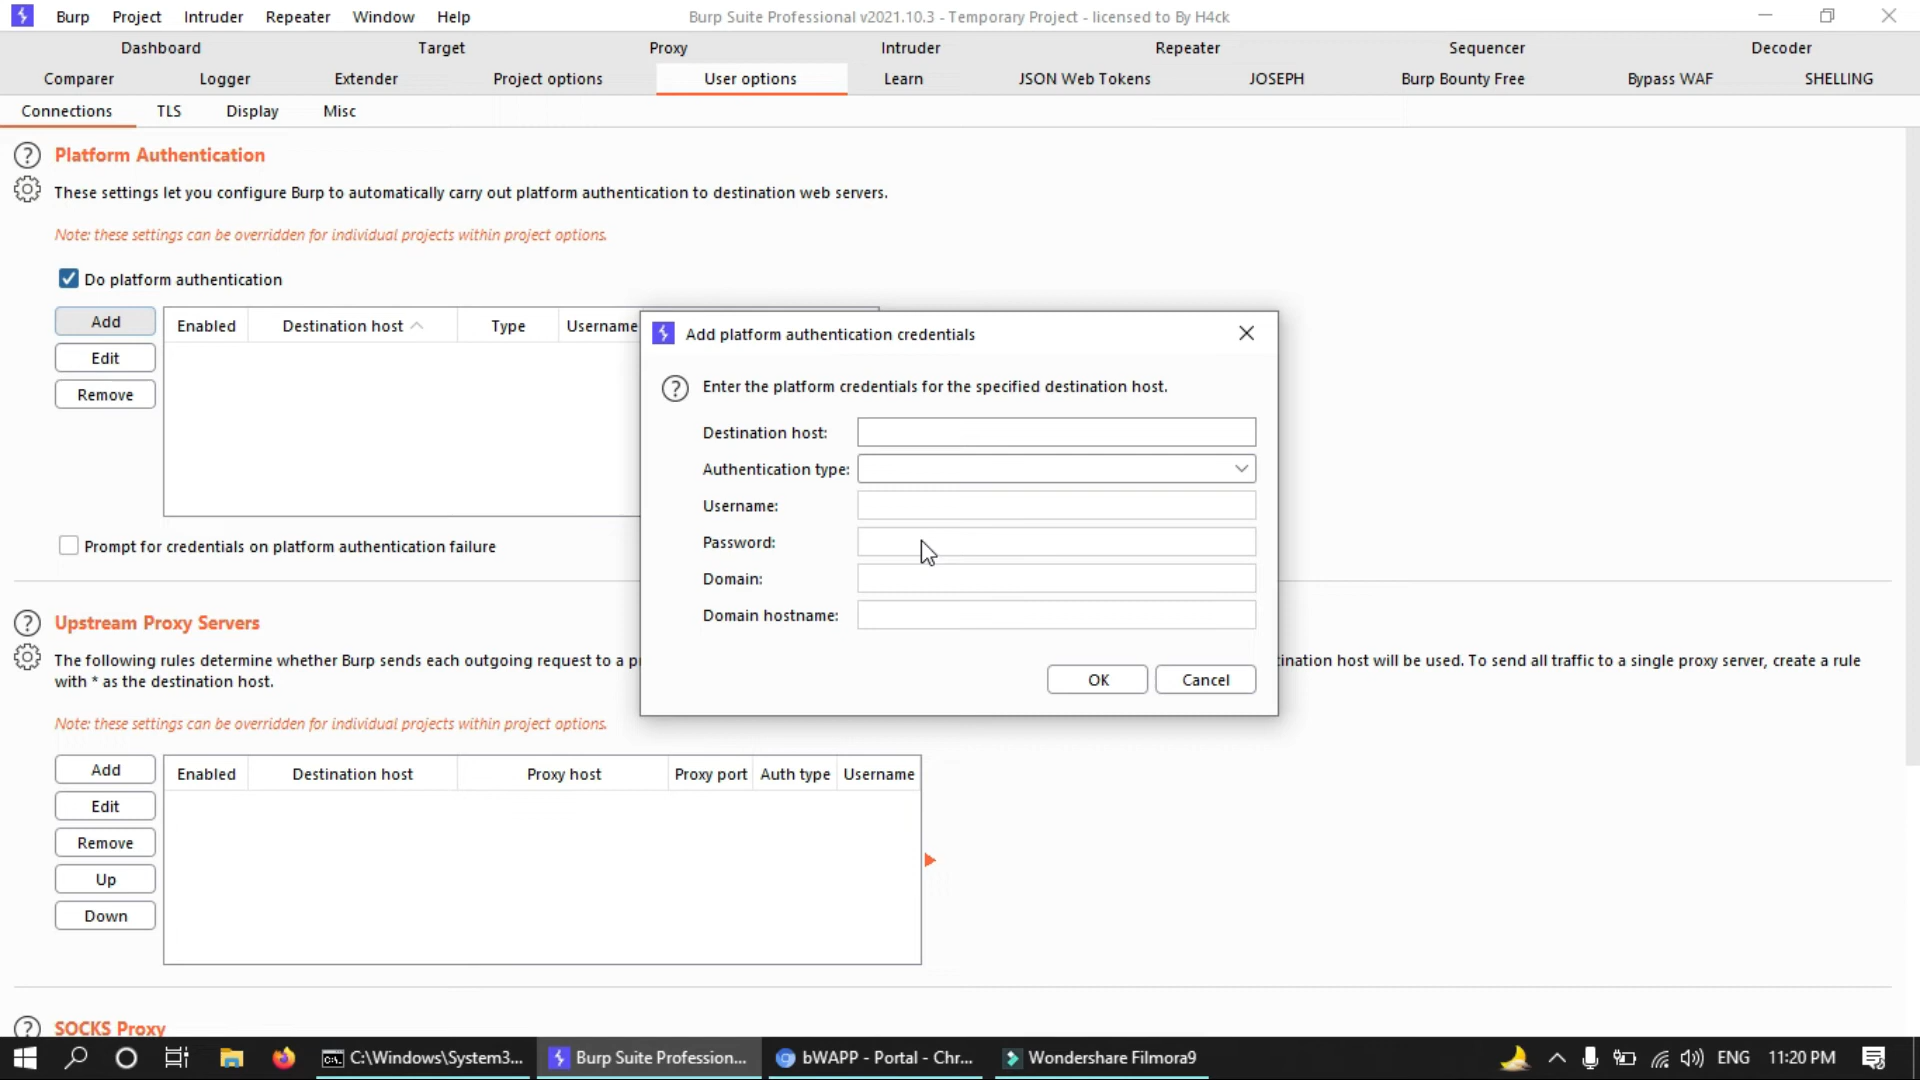 Burp Project Intruder Repeater Window Help
Burp Suite Professional v2021.10.3 - Temporary Project - licensed to By H4ck
Dashboard Target Proxy Intruder Repeater Sequencer Decoder
Comparer Logger Extender Project options User options Learn JSON Web Tokens JOSEPH Burp Bounty Free Bypass WAF SHELLING
Connections TLS Display Misc
Platform Authentication
These settings let you configure Burp to automatically carry out platform authentication to destination web servers.
Note: these settings can be overridden for individual projects within project options.
Do platform authentication
Add
Edit
Remove
Enabled Destination host Type Username
Prompt for credentials on platform authentication failure
Add platform authentication credentials
Enter the platform credentials for the specified destination host.
Destination host:
Authentication type:
Username:
Password:
Domain:
Domain hostname:
OK Cancel
Upstream Proxy Servers
The following rules determine whether Burp sends each outgoing request to a
ination host will be used. To send all traffic to a single proxy server, create a rule
with * as the destination host.
Note: these settings can be overridden for individual projects within project options.
Add
Edit
Remove
Up
Down
Enabled Destination host Proxy host Proxy port Auth type Username
SOCKS Proxy
C:\Windows\System3... Burp Suite Profession... bWAPP - Portal - Chr... Wondershare Filmora9 ENG 11:20 PM